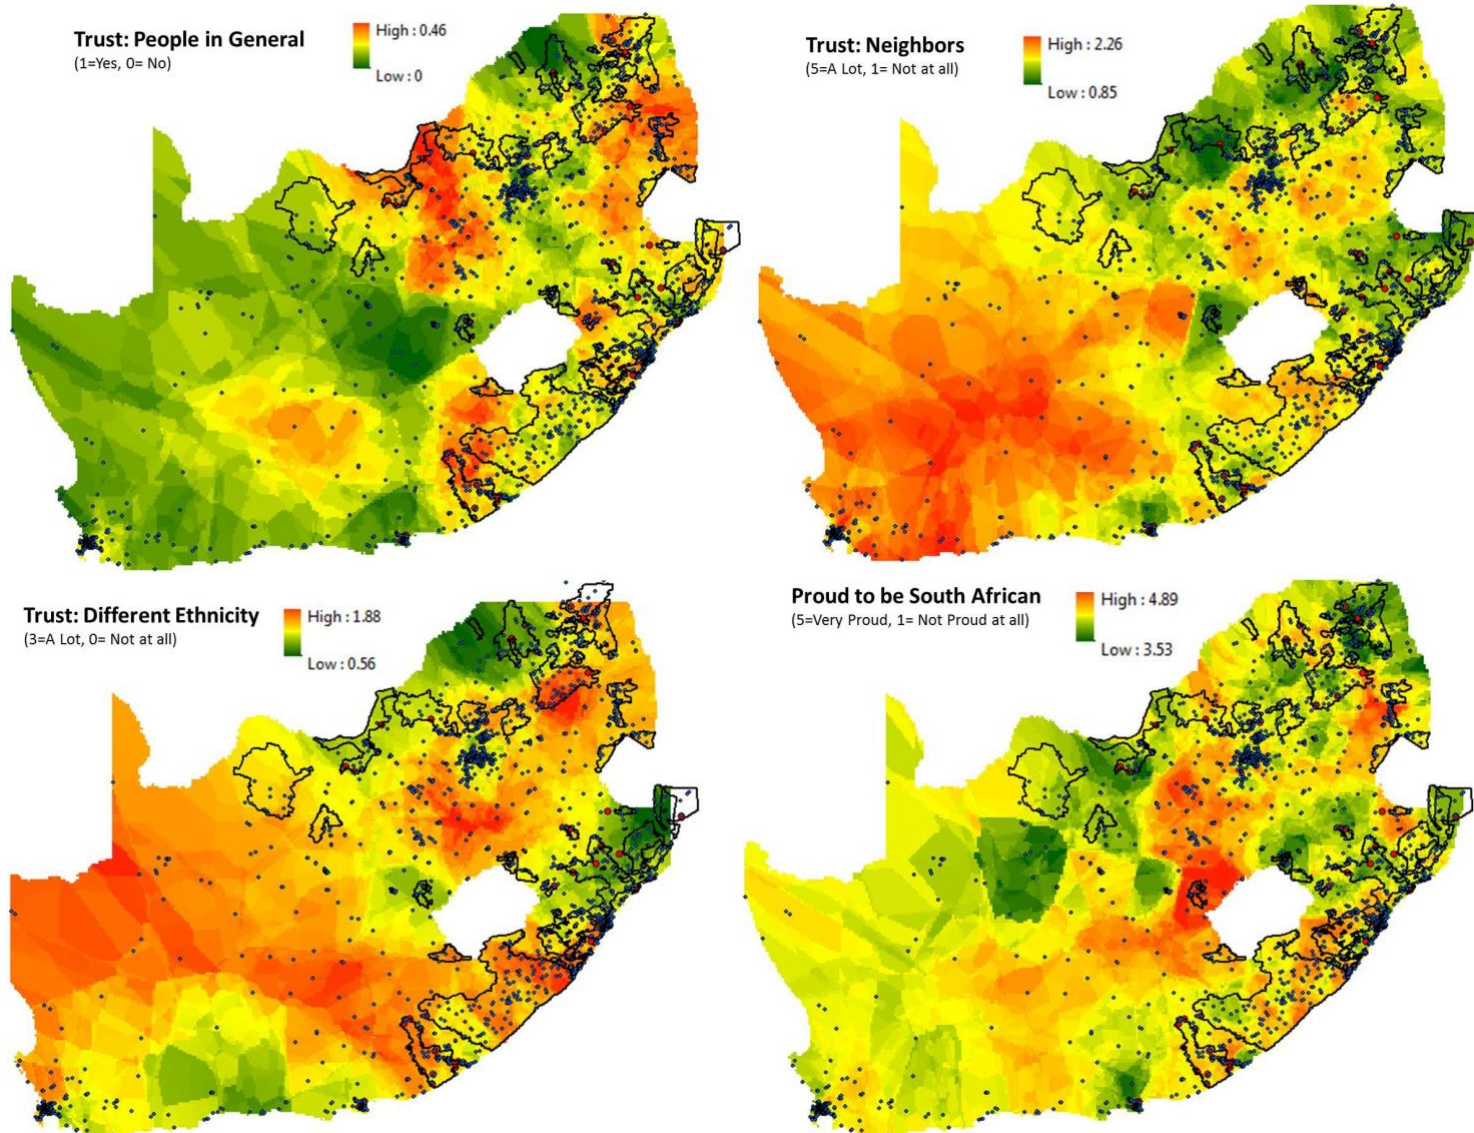 Trust: People in General
(1=Yes, 0= No)
High : 0.46
Low : 0
Trust: Neighbors
(5=A Lot, 1= Not at all)
High : 2.26
Low : 0.85
Trust: Different Ethnicity
(3=A Lot, 0= Not at all)
High : 1.88
Low : 0.56
Proud to be South African
(5=Very Proud, 1= Not Proud at all)
High : 4.89
Low : 3.53